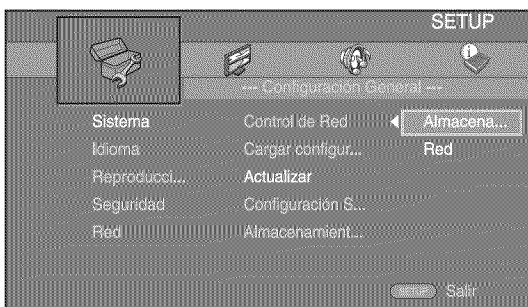 SETUP
--- Configuración General ---
Sistema Control de Red Almacena...
Idioma Cargar configur... Red
Reproducci... Actualizar
Seguridad Configuración S...
Red Almacenamient...
SETUP Salir